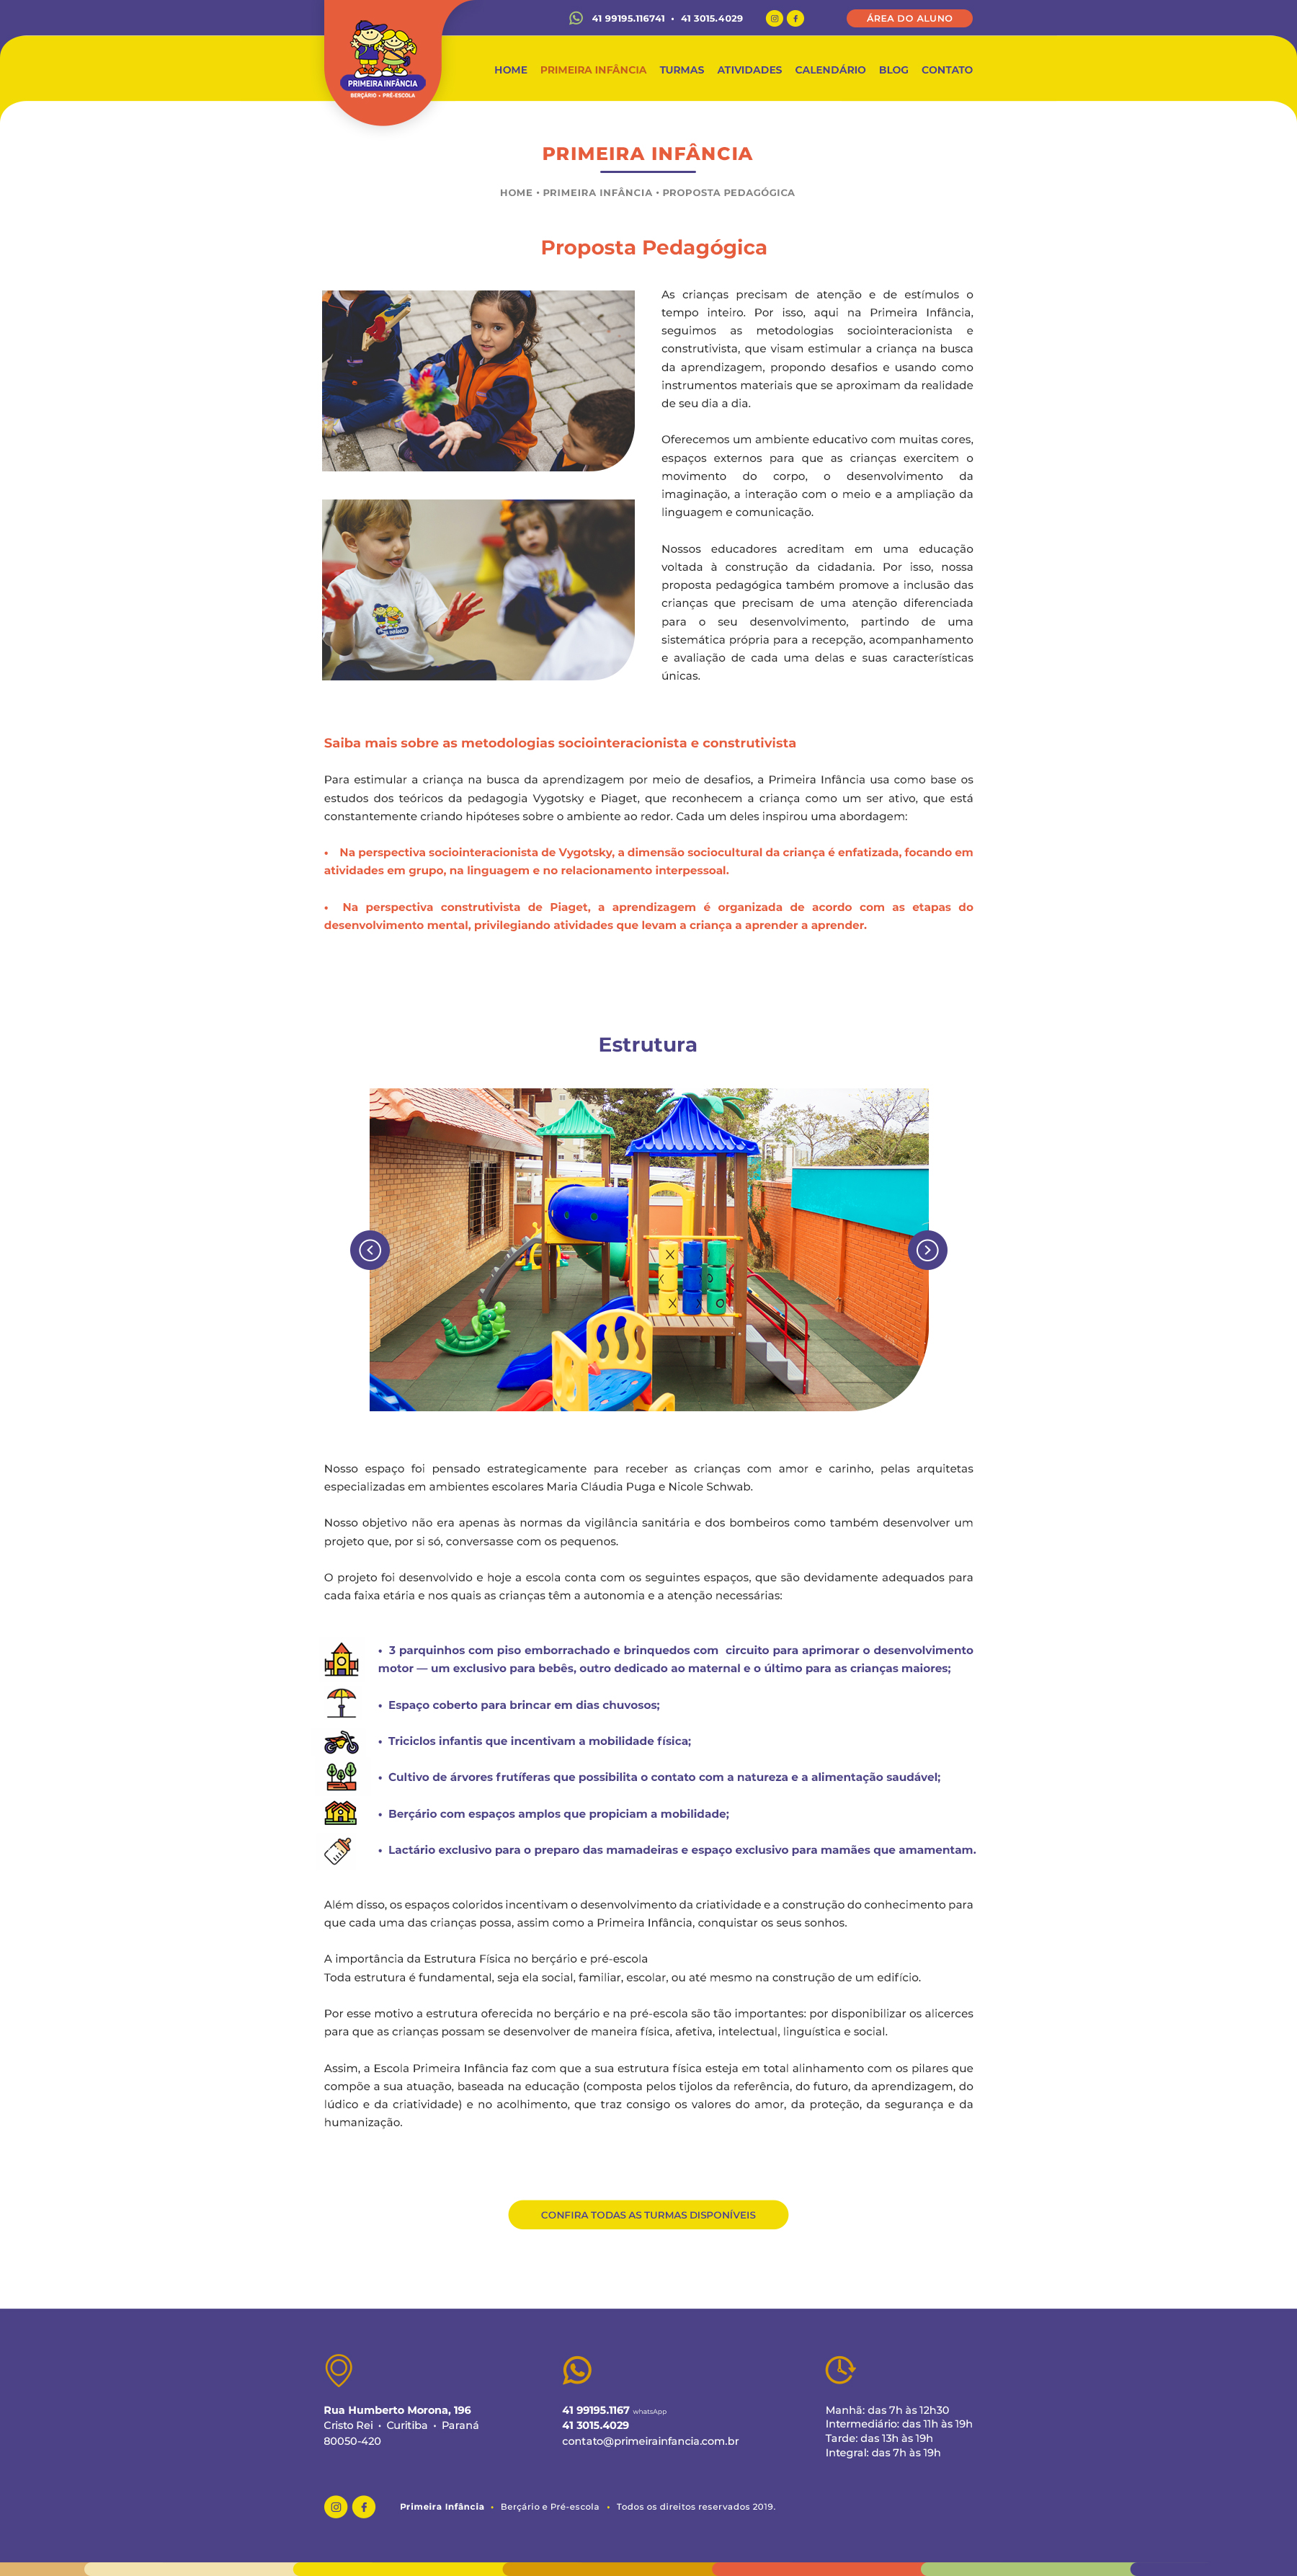 41 99195.116741 • 41 3015.4029
ÁREA DO ALUNO
PRIMEIRA INFÂNCIA
BERÇÁRIO • PRÉ-ESCOLA
HOME PRIMEIRA INFÂNCIA TURMAS ATIVIDADES CALENDÁRIO BLOG CONTATO
PRIMEIRA INFÂNCIA
HOME • PRIMEIRA INFÂNCIA • PROPOSTA PEDAGÓGICA
Proposta Pedagógica
As crianças precisam de atenção e de estímulos o
tempo inteiro. Por isso, aqui na Primeira Infância,
seguimos as metodologias sociointeracionista e
construtivista, que visam estimular a criança na busca
da aprendizagem, propondo desafios e usando como
instrumentos materiais que se aproximam da realidade
de seu dia a dia.
Oferecemos um ambiente educativo com muitas cores,
espaços externos para que as crianças exercitem o
movimento do corpo, o desenvolvimento da
imaginação, a interação com o meio e a ampliação da
linguagem e comunicação.
Nossos educadores acreditam em uma educação
voltada à construção da cidadania. Por isso, nossa
proposta pedagógica também promove a inclusão das
crianças que precisam de uma atenção diferenciada
para o seu desenvolvimento, partindo de uma
sistemática própria para a recepção, acompanhamento
e avaliação de cada uma delas e suas características
únicas.
Saiba mais sobre as metodologias sociointeracionista e construtivista
Para estimular a criança na busca da aprendizagem por meio de desafios, a Primeira Infância usa como base os
estudos dos teóricos da pedagogia Vygotsky e Piaget, que reconhecem a criança como um ser ativo, que está
constantemente criando hipóteses sobre o ambiente ao redor. Cada um deles inspirou uma abordagem:
• Na perspectiva sociointeracionista de Vygotsky, a dimensão sociocultural da criança é enfatizada, focando em
atividades em grupo, na linguagem e no relacionamento interpessoal.
• Na perspectiva construtivista de Piaget, a aprendizagem é organizada de acordo com as etapas do
desenvolvimento mental, privilegiando atividades que levam a criança a aprender a aprender.
Estrutura
Nosso espaço foi pensado estrategicamente para receber as crianças com amor e carinho, pelas arquitetas
especializadas em ambientes escolares Maria Cláudia Puga e Nicole Schwab.
Nosso objetivo não era apenas às normas da vigilância sanitária e dos bombeiros como também desenvolver um
projeto que, por si só, conversasse com os pequenos.
O projeto foi desenvolvido e hoje a escola conta com os seguintes espaços, que são devidamente adequados para
cada faixa etária e nos quais as crianças têm a autonomia e a atenção necessárias:
• 3 parquinhos com piso emborrachado e brinquedos com circuito para aprimorar o desenvolvimento
motor — um exclusivo para bebês, outro dedicado ao maternal e o último para as crianças maiores;
• Espaço coberto para brincar em dias chuvosos;
• Triciclos infantis que incentivam a mobilidade física;
• Cultivo de árvores frutíferas que possibilita o contato com a natureza e a alimentação saudável;
• Berçário com espaços amplos que propiciam a mobilidade;
• Lactário exclusivo para o preparo das mamadeiras e espaço exclusivo para mamães que amamentam.
Além disso, os espaços coloridos incentivam o desenvolvimento da criatividade e a construção do conhecimento para
que cada uma das crianças possa, assim como a Primeira Infância, conquistar os seus sonhos.
A importância da Estrutura Física no berçário e pré-escola
Toda estrutura é fundamental, seja ela social, familiar, escolar, ou até mesmo na construção de um edifício.
Por esse motivo a estrutura oferecida no berçário e na pré-escola são tão importantes: por disponibilizar os alicerces
para que as crianças possam se desenvolver de maneira física, afetiva, intelectual, linguística e social.
Assim, a Escola Primeira Infância faz com que a sua estrutura física esteja em total alinhamento com os pilares que
compõe a sua atuação, baseada na educação (composta pelos tijolos da referência, do futuro, da aprendizagem, do
lúdico e da criatividade) e no acolhimento, que traz consigo os valores do amor, da proteção, da segurança e da
humanização.
CONFIRA TODAS AS TURMAS DISPONÍVEIS
Rua Humberto Morona, 196
Cristo Rei • Curitiba • Paraná
80050-420
41 99195.1167 whatsApp
41 3015.4029
contato@primeirainfancia.com.br
Manhã: das 7h às 12h30
Intermediário: das 11h às 19h
Tarde: das 13h às 19h
Integral: das 7h às 19h
Primeira Infância • Berçário e Pré-escola • Todos os direitos reservados 2019.